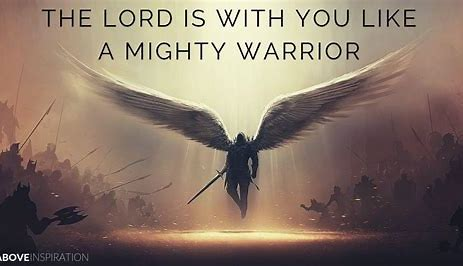 THE LORD IS WITH YOU LIKE
A MIGHTY WARRIOR
ABOVEINSPIRATION